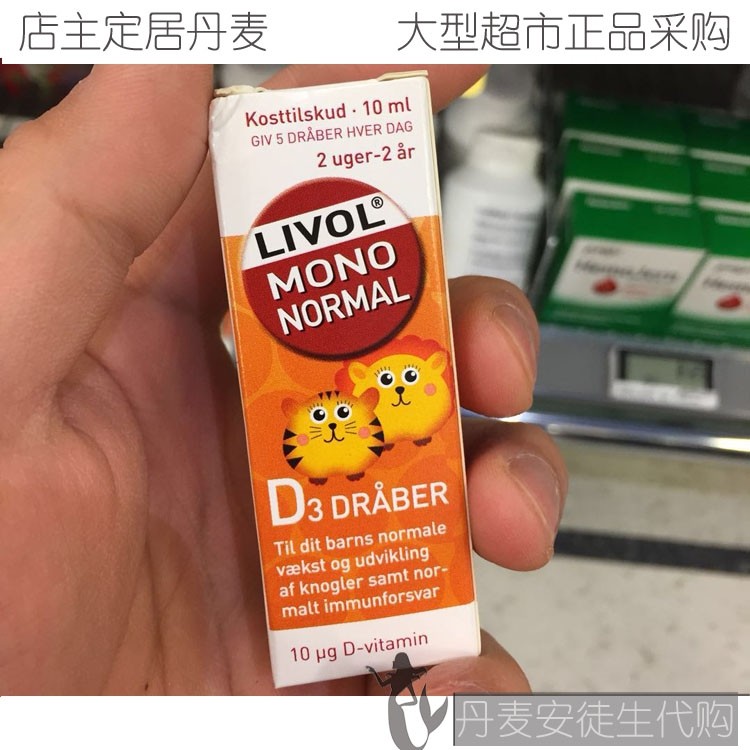 店主定居丹麦
大型超市正品采购
Kosttilskud · 10 ml
GIV 5 DRÅBER HVER DAG
2 uger-2 år
LIVOL®
MONO
NORMAL
D3 DRÅBER
Til dit barns normale
vækst og udvikling
af knogler samt nor-
malt immunforsvar
10 µg D-vitamin
丹麦安徒生代购